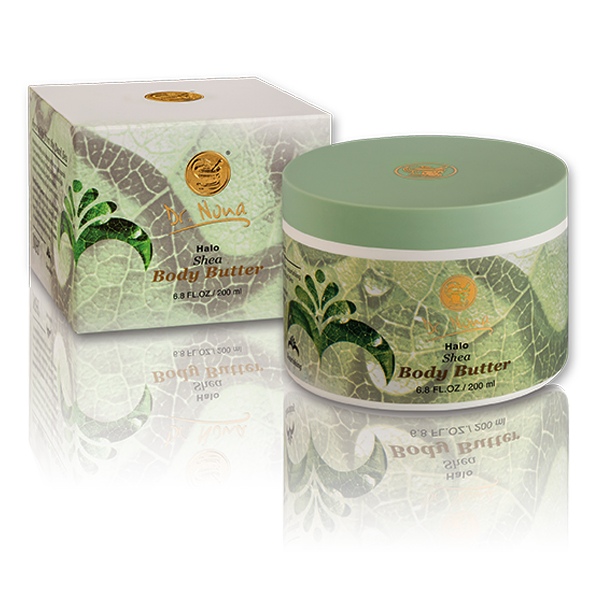 Dr. Nona
Halo
Shea
Body Butter
6.8 FL.OZ./ 200 ml
Dr. Nona
Halo
Shea
Body Butter
6.8 FL.OZ./ 200 ml